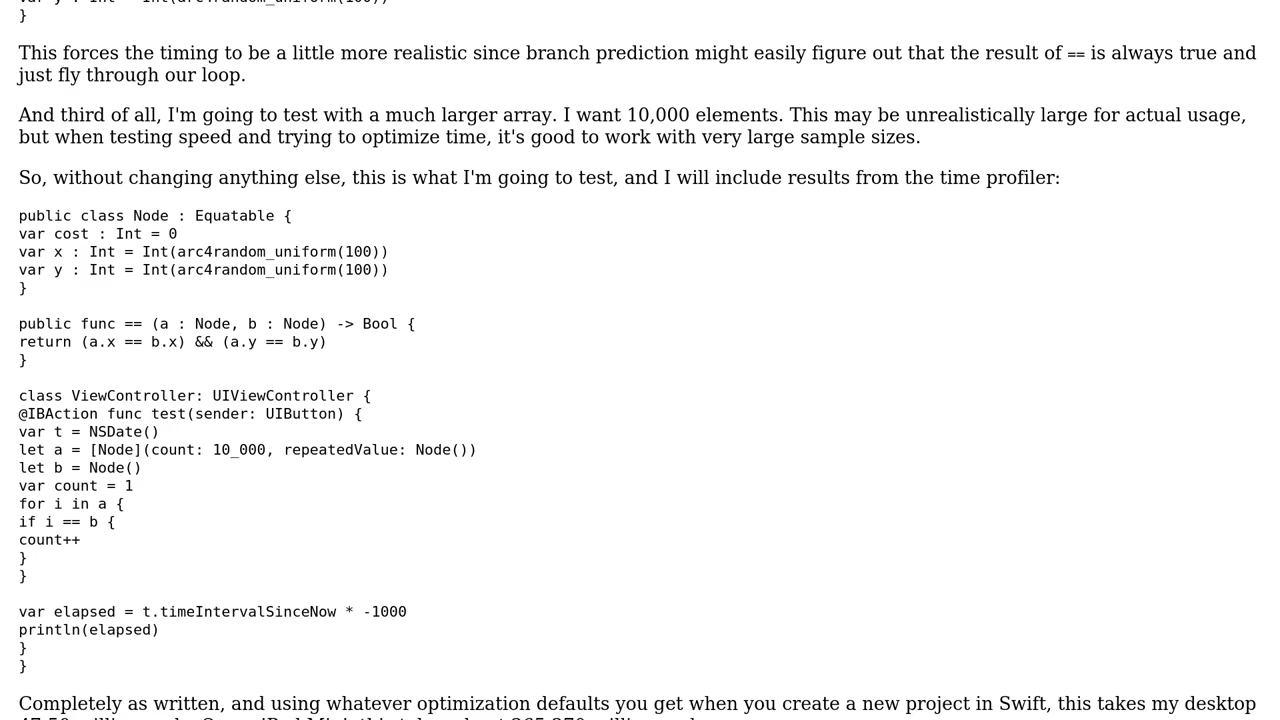 }
This forces the timing to be a little more realistic since branch prediction might easily figure out that the result of == is always true and
just fly through our loop.
And third of all, I'm going to test with a much larger array. I want 10,000 elements. This may be unrealistically large for actual usage,
but when testing speed and trying to optimize time, it's good to work with very large sample sizes.
So, without changing anything else, this is what I'm going to test, and I will include results from the time profiler:
public class Node : Equatable {
var cost : Int = 0
var x : Int = Int(arc4random_uniform(100))
var y : Int = Int(arc4random_uniform(100))
}
public func == (a : Node, b : Node) -> Bool {
return (a.x == b.x) && (a.y == b.y)
}
class ViewController: UIViewController {
@IBAction func test(sender: UIButton) {
var t = NSDate()
let a = [Node](count: 10_000, repeatedValue: Node())
let b = Node()
var count = 1
for i in a {
if i == b {
count++
}
}
var elapsed = t.timeIntervalSinceNow * -1000
println(elapsed)
}
}
Completely as written, and using whatever optimization defaults you get when you create a new project in Swift, this takes my desktop